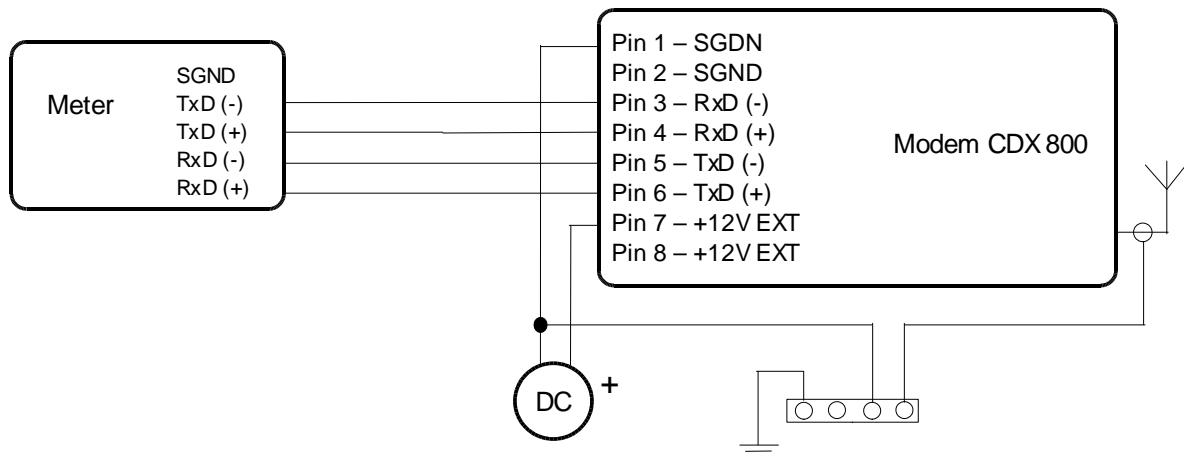 Meter
SGND
TxD (-)
TxD (+)
RxD (-)
RxD (+)
Pin 1 – SGDN
Pin 2 – SGND
Pin 3 – RxD (-)
Pin 4 – RxD (+)
Pin 5 – TxD (-)
Pin 6 – TxD (+)
Pin 7 – +12V EXT
Pin 8 – +12V EXT
Modem CDX 800
DC
+